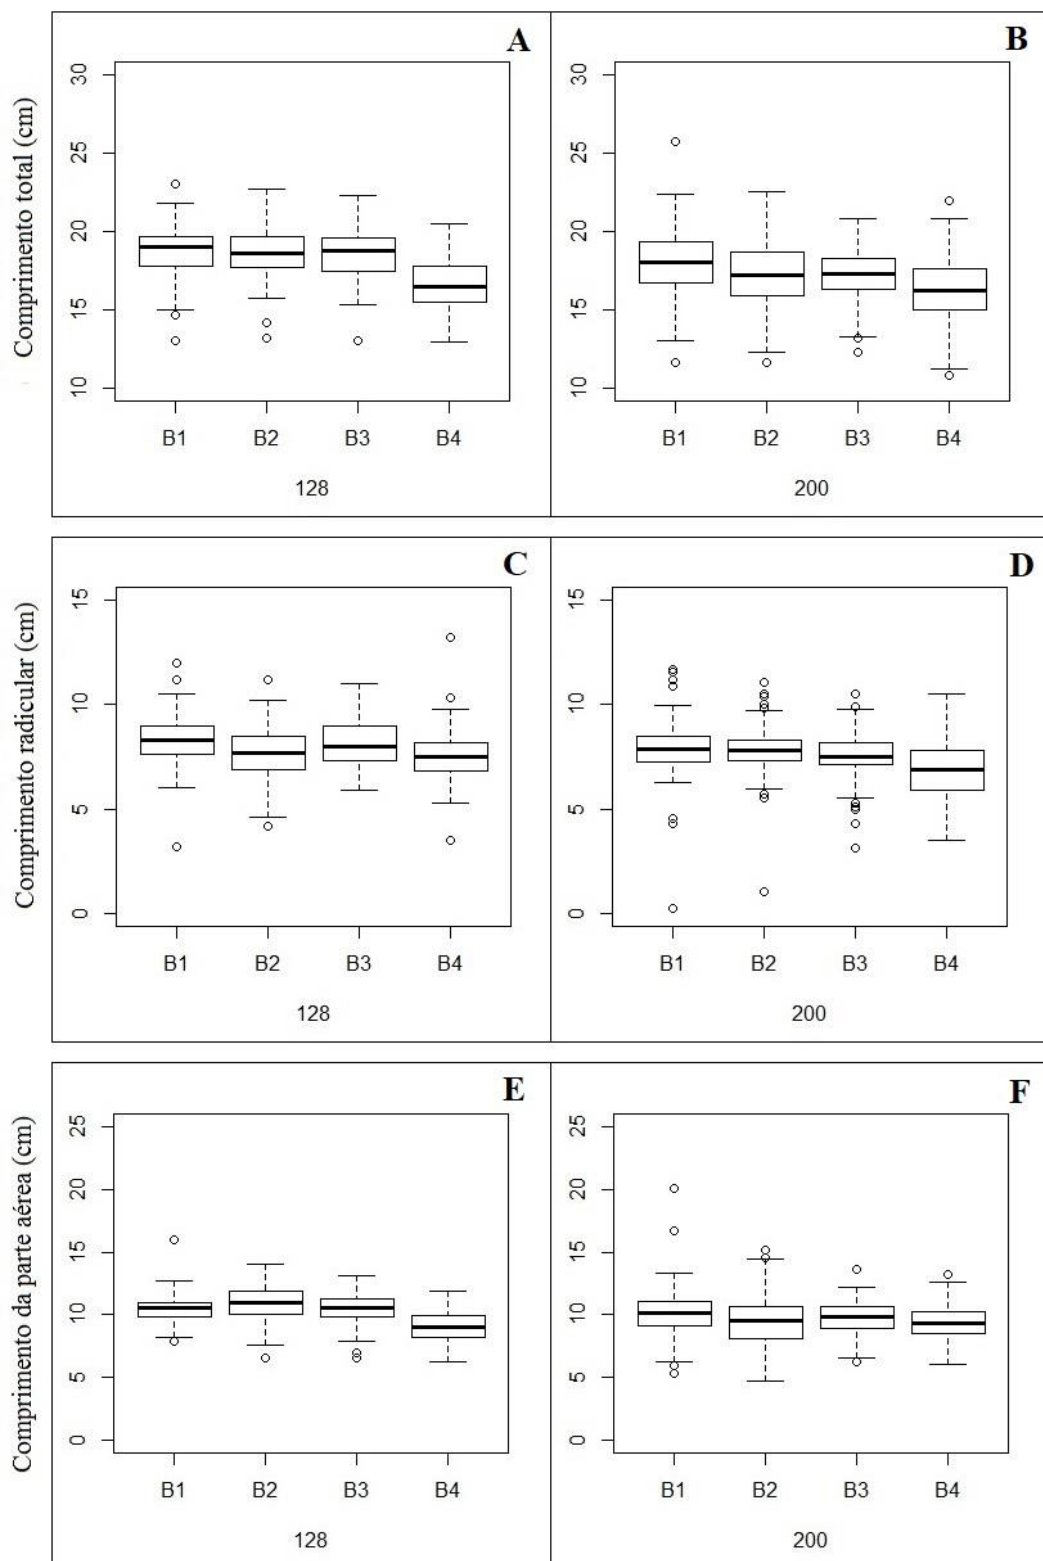 A
Comprimento total (cm)
30
25
20
15
10
B1 B2 B3 B4
128
B
30
25
20
15
10
B1 B2 B3 B4
200
C
Comprimento radicular (cm)
15
10
5
0
B1 B2 B3 B4
128
D
15
10
5
0
B1 B2 B3 B4
200
E
Comprimento da parte aérea (cm)
25
20
15
10
5
0
B1 B2 B3 B4
128
F
25
20
15
10
5
0
B1 B2 B3 B4
200